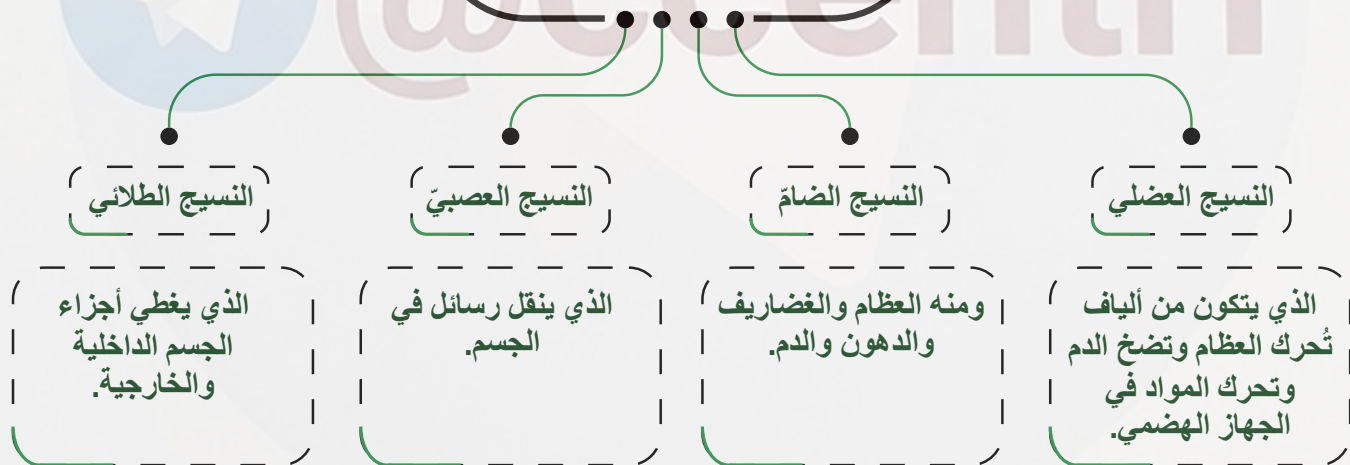 @ccenth
النسيج العضلي
النسيج الضامّ
النسيج العصبيّ
النسيج الطلائي
الذي يتكون من ألياف
تُحرك العظام وتضخ الدم
وتحرك المواد في
الجهاز الهضمي.
ومنه العظام والغضاريف
والدهون والدم.
الذي ينقل رسائل في
الجسم.
الذي يغطي أجزاء
الجسم الداخلية
والخارجية.